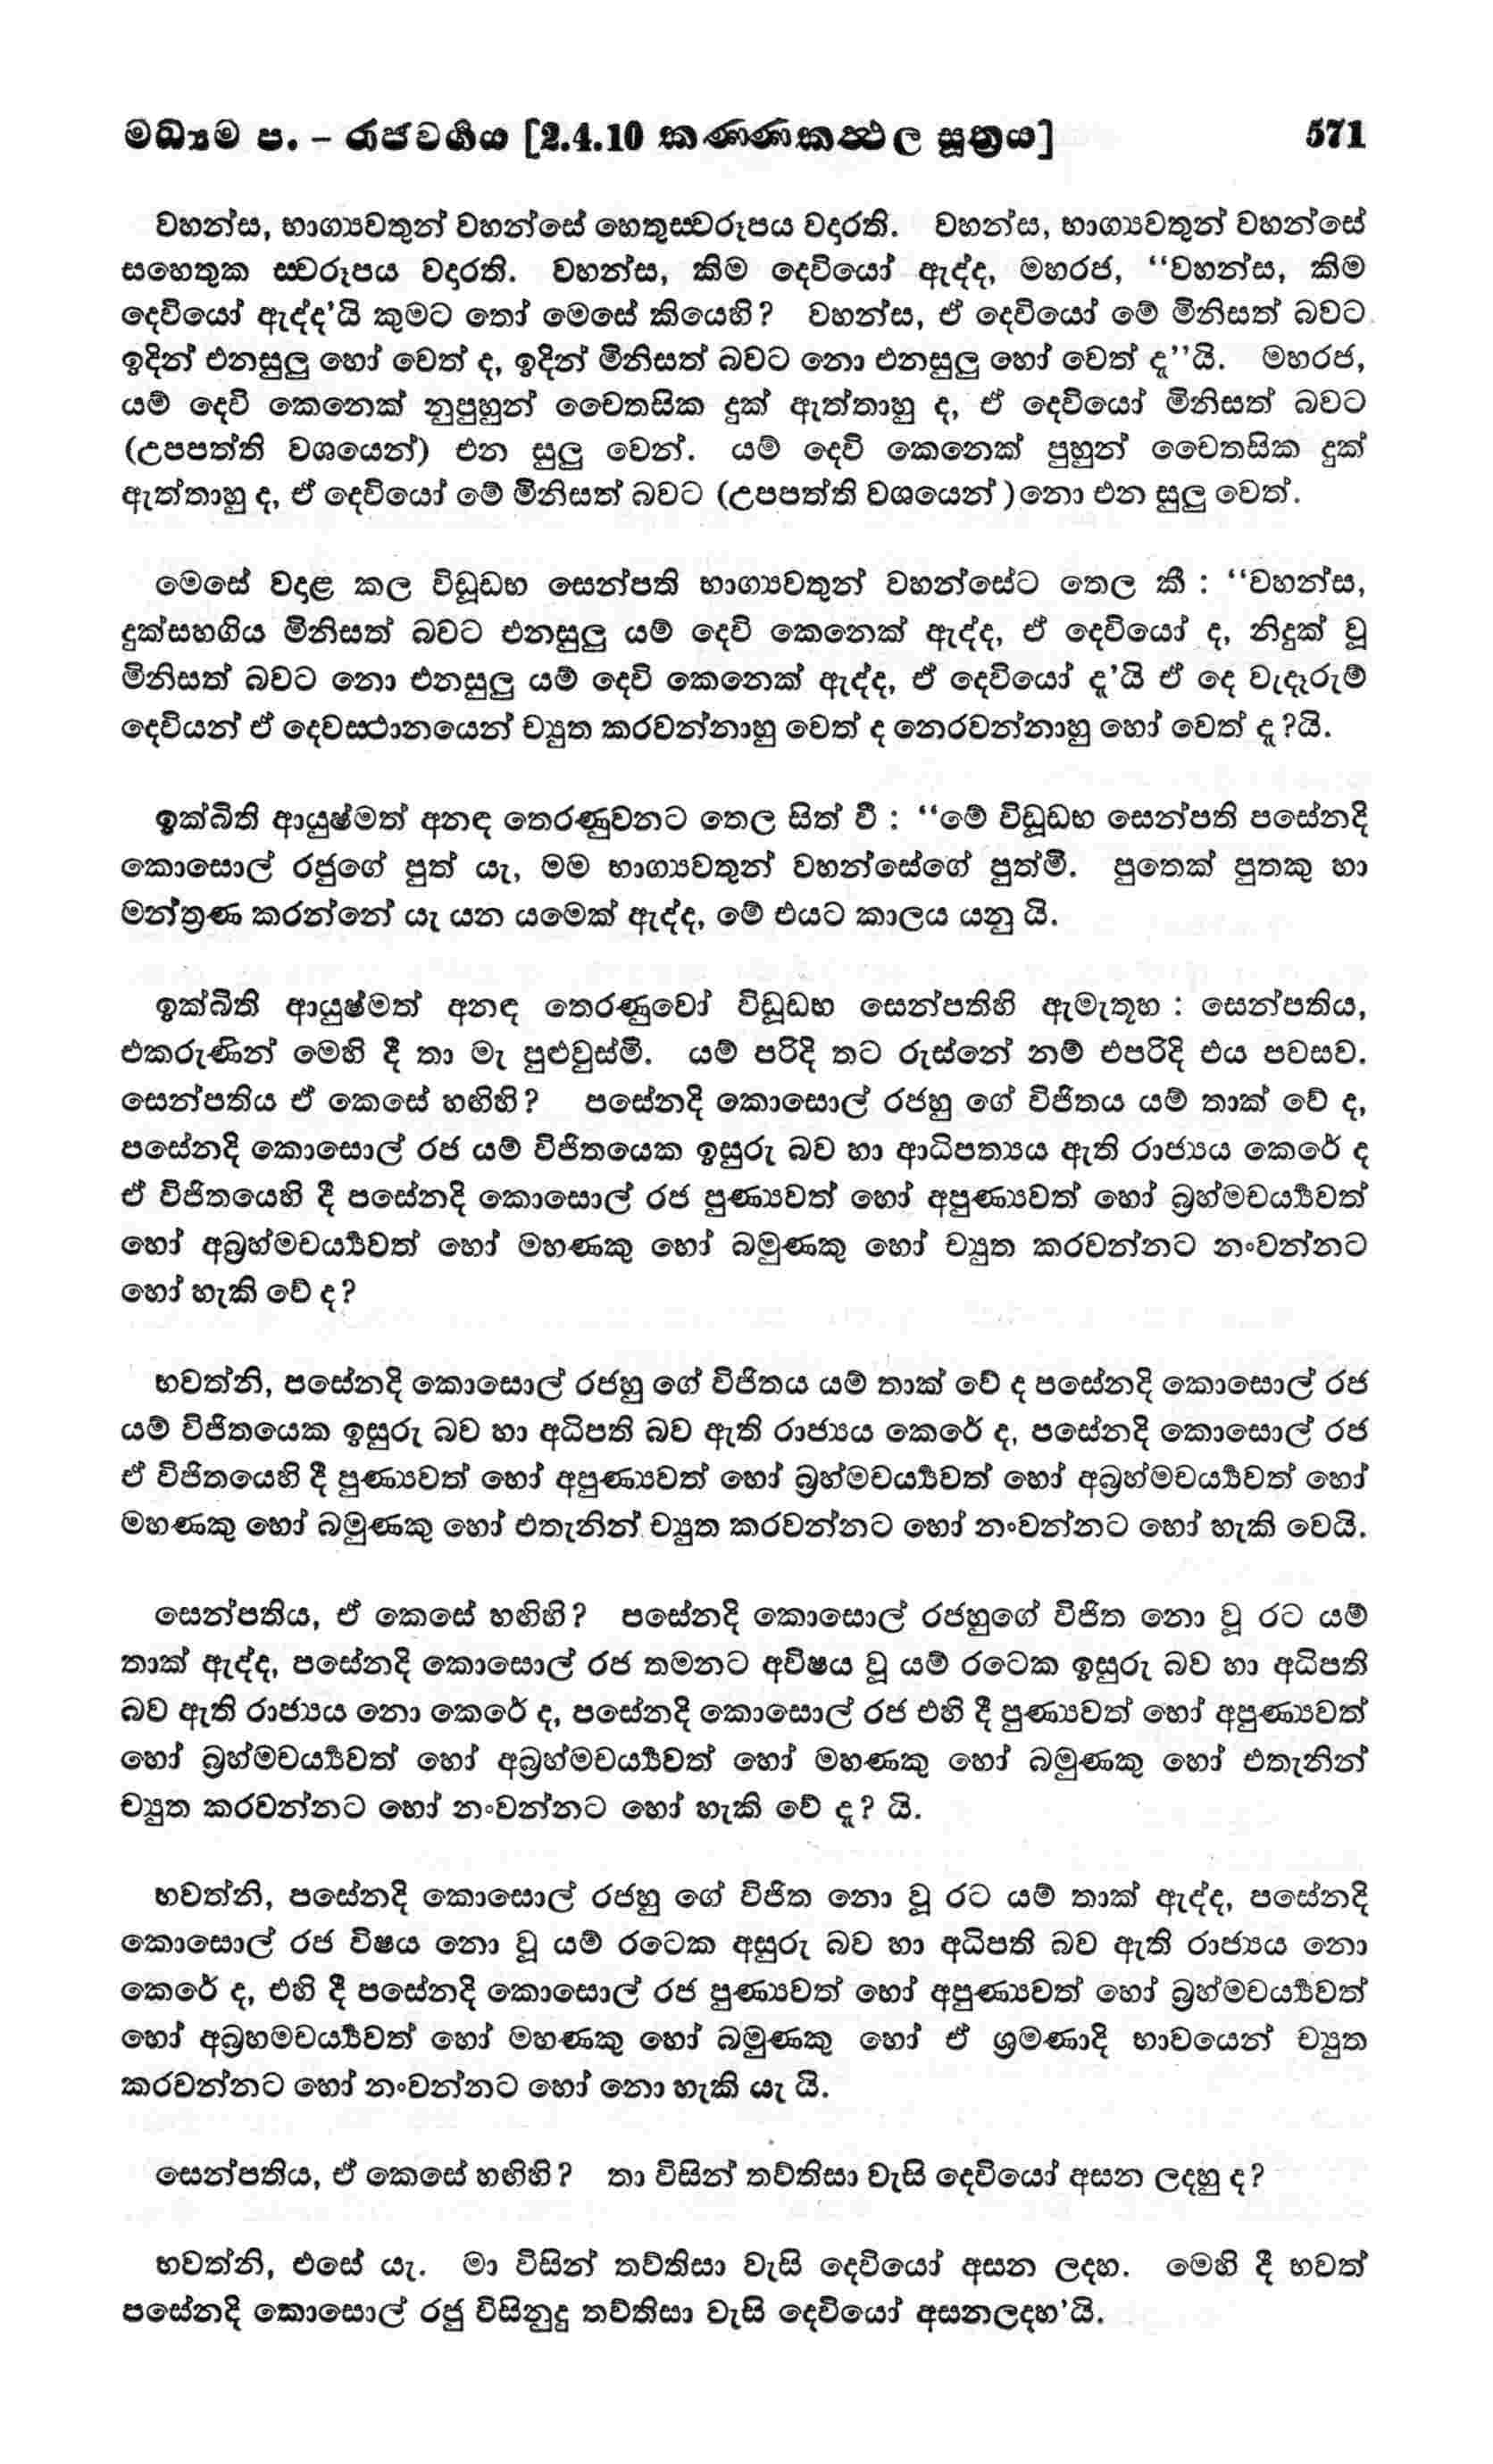 මධ්‍යම ප. – රාජවර්‍ගය [2.4.10 කණ්ණකත්‍ථල සූත්‍රය] 571
වහන්ස, භාග්‍යවතුන් වහන්සේ හෙතුස්වරූපය වදරති. වහන්ස, භාග්‍යවතුන් වහන්සේ
සහෙතුක ස්වරූපය වදරති. වහන්ස, කිම දෙවියෝ ඇද්ද, මහරජ, “වහන්ස, කිම
දෙවියෝ ඇද්ද’යි කුමට තෝ මෙසේ කියෙහි? වහන්ස, ඒ දෙවියෝ මේ මිනිසත් බවට
ඉදින් එනසුලු හෝ වෙත් ද, ඉදින් මිනිසත් බවට නො එනසුලු හෝ වෙත් දැ”යි. මහරජ,
යම් දෙවි කෙනෙක් නුපුහුන් චෛතසික දුක් ඇත්තාහු ද, ඒ දෙවියෝ මිනිසත් බවට
(උපපත්ති වශයෙන්) එන සුලු වෙන්. යම් දෙවි කෙනෙක් පුහුන් චෛතසික දුක්
ඇත්තාහු ද, ඒ දෙවියෝ මේ මිනිසත් බවට (උපපත්ති වශයෙන් )නො එන සුලු වෙත්.
මෙසේ වදාළ කල විඩූඩභ සෙන්පති භාග්‍යවතුන් වහන්සේට තෙල කී : “වහන්ස,
දුක්සහගිය මිනිසත් බවට එනසුලු යම් දෙවි කෙනෙක් ඇද්ද, ඒ දෙවියෝ ද, නිදුක් වූ
මිනිසත් බවට නො එනසුලු යම් දෙවි කෙනෙක් ඇද්ද, ඒ දෙවියෝ දැ’යි ඒ දෙ වැදෑරුම්
දෙවියන් ඒ දෙවස්ථානයෙන් ච්‍යුත කරවන්නාහු වෙත් ද නෙරවන්නාහු හෝ වෙත් දැ?යි.
ඉක්බිති ආයුෂ්මත් අනඳ තෙරණුවනට තෙල සිත් වී : “මේ විඩූඩභ සෙන්පති පසේනදි
කොසොල් රජුගේ පුත් යැ, මම භාග්‍යවතුන් වහන්සේගේ පුත්මි. පුතෙක් පුතකු හා
මන්ත්‍රණ කරන්නේ යැ යන යමෙක් ඇද්ද, මේ එයට කාලය යනු යි.
ඉක්බිති ආයුෂ්මත් අනඳ තෙරණුවෝ විඩූඩභ සෙන්පතිහි ඇමැතූහ : සෙන්පතිය,
එකරුණින් මෙහි දී තා මැ පුළුවුස්මි. යම් පරිදි තට රුස්නේ නම් එපරිදි එය පවසව.
සෙන්පතිය ඒ කෙසේ හඟිහි? පසේනදි කොසොල් රජහු ගේ විජිතය යම් තාක් වේ ද,
පසේනදි කොසොල් රජ යම් විජිතයෙක ඉසුරු බව හා ආධිපත්‍යය ඇති රාජ්‍යය කෙරේ ද
ඒ විජිතයෙහි දී පසේනදි කොසොල් රජ පුණ්‍යවත් හෝ අපුණ්‍යවත් හෝ බ්‍රහ්මචර්‍ය්‍යවත්
හෝ අබ්‍රහ්මචර්‍ය්‍යවත් හෝ මහණකු හෝ බමුණකු හෝ ච්‍යුත කරවන්නට නංවන්නට
හෝ හැකි වේ ද?
භවත්නි, පසේනදි කොසොල් රජහු ගේ විජිතය යම් තාක් වේ ද පසේනදි කොසොල් රජ
යම් විජිතයෙක ඉසුරු බව හා අධිපති බව ඇති රාජ්‍යය කෙරේ ද, පසේනදි කොසොල් රජ
ඒ විජිතයෙහි දී පුණ්‍යවත් හෝ අපුණ්‍යවත් හෝ බ්‍රහ්මචර්‍ය්‍යවත් හෝ අබ්‍රහ්මචර්‍ය්‍යවත් හෝ
මහණකු හෝ බමුණකු හෝ එතැනින් ච්‍යුත කරවන්නට හෝ නංවන්නට හෝ හැකි වෙයි.
සෙන්පතිය, ඒ කෙසේ හඟිහි? පසේනදි කොසොල් රජහුගේ විජිත නො වූ රට යම්
තාක් ඇද්ද, පසේනදි කොසොල් රජ තමනට අවිෂය වූ යම් රටෙක ඉසුරු බව හා අධිපති
බව ඇති රාජ්‍යය නො කෙරේ ද, පසේනදි කොසොල් රජ එහි දී පුණ්‍යවත් හෝ අපුණ්‍යවත්
හෝ බ්‍රහ්මචර්‍ය්‍යවත් හෝ අබ්‍රහ්මචර්‍ය්‍යවත් හෝ මහණකු හෝ බමුණකු හෝ එතැනින්
ච්‍යුත කරවන්නට හෝ නංවන්නට හෝ හැකි වේ දැ? යි.
භවත්නි, පසේනදි කොසොල් රජහු ගේ විජිත නො වූ රට යම් තාක් ඇද්ද, පසේනදි
කොසොල් රජ විෂය නො වූ යම් රටෙක අසුරු බව හා අධිපති බව ඇති රාජ්‍යය නො
කෙරේ ද, එහි දී පසේනදි කොසොල් රජ පුණ්‍යවත් හෝ අපුණ්‍යවත් හෝ බ්‍රහ්මචර්‍ය්‍යවත්
හෝ අබ්‍රහමචර්‍ය්‍යවත් හෝ මහණකු හෝ බමුණකු හෝ ඒ ශ්‍රමණාදි භාවයෙන් ච්‍යුත
කරවන්නට හෝ නංවන්නට හෝ නො හැකි යැ යි.
සෙන්පතිය, ඒ කෙසේ හඟිහි? තා විසින් තව්තිසා වැසි දෙවියෝ අසන ලදහු ද?
භවත්නි, එසේ යැ. මා විසින් තව්තිසා වැසි දෙවියෝ අසන ලදහ. මෙහි දී භවත්
පසේනදි කොසොල් රජු විසිනුදු තව්තිසා වැසි දෙවියෝ අසනලදහ’යි.